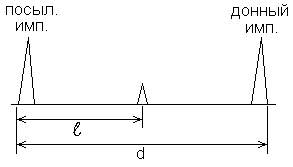 посыл.
имп.
донный
имп.
ℓ
d